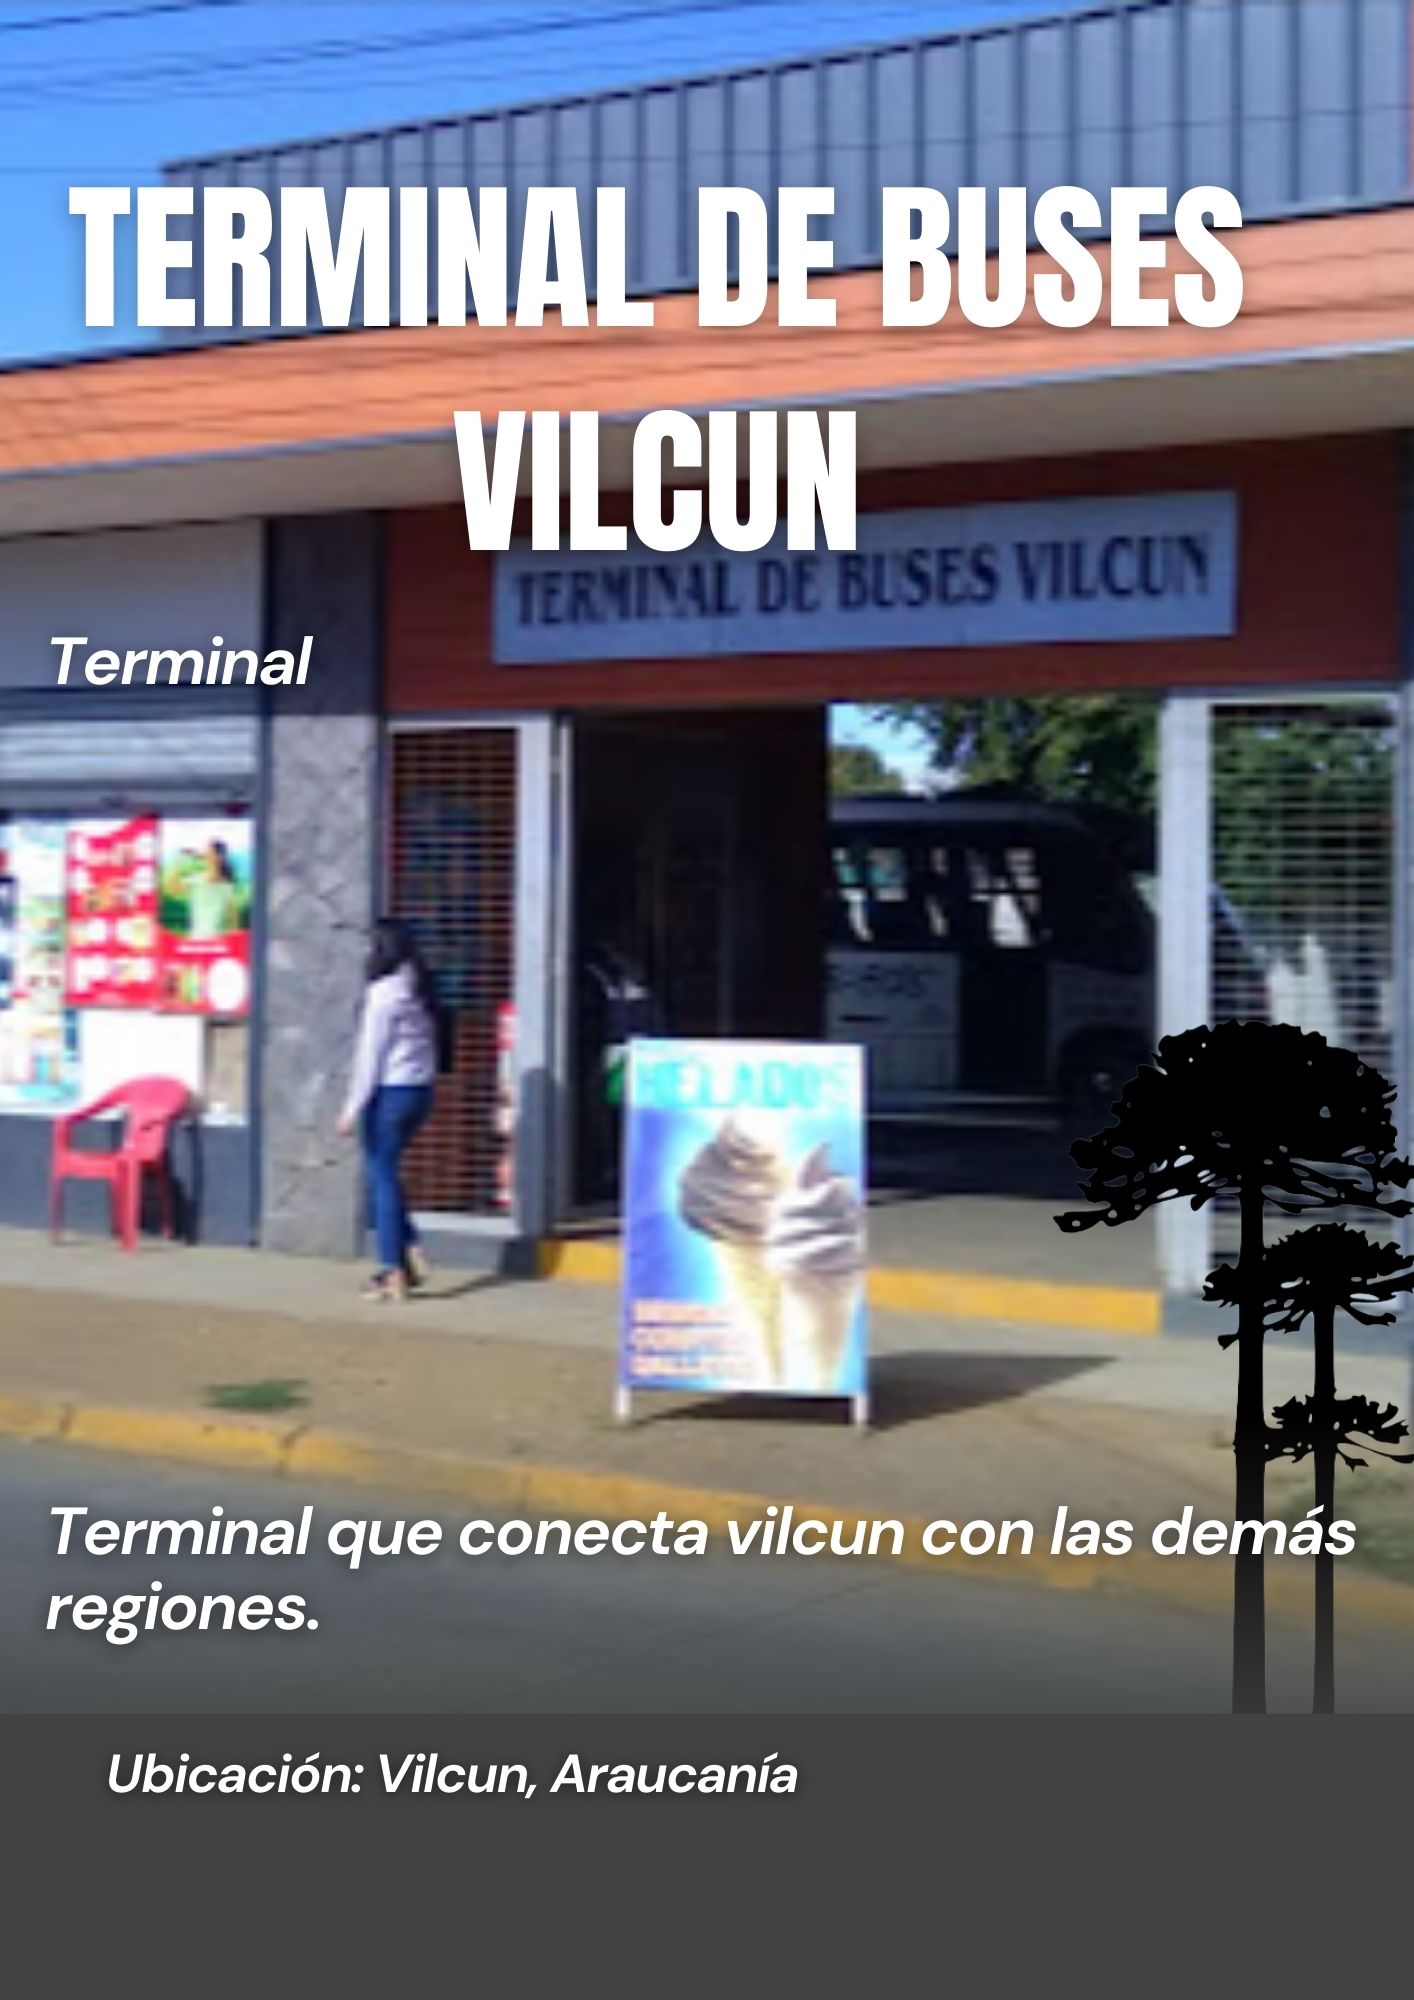 TERMINAL DE BUSES
VILCUN
TERMINAL DE BUSES VILCUN
Terminal
HELADOS
Terminal que conecta vilcun con las demás
regiones.
Ubicación: Vilcun, Araucanía